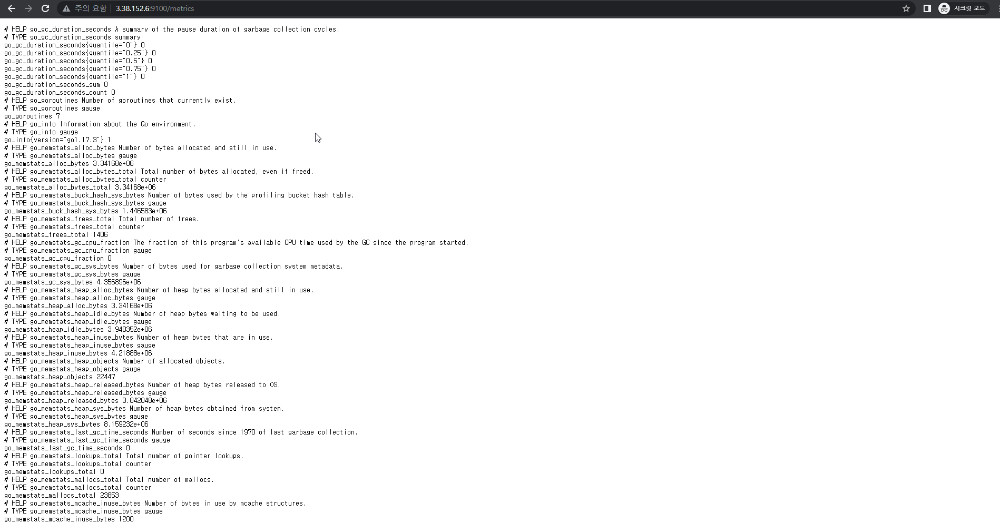 주의 요함 | 3.38.152.6:9100/metrics
시크릿 모드
# HELP go_gc_duration_seconds A summary of the pause duration of garbage collection cycles.
# TYPE go_gc_duration_seconds summary
go_gc_duration_seconds{quantile="0"} 0
go_gc_duration_seconds{quantile="0.25"} 0
go_gc_duration_seconds{quantile="0.5"} 0
go_gc_duration_seconds{quantile="0.75"} 0
go_gc_duration_seconds{quantile="1"} 0
go_gc_duration_seconds_sum 0
go_gc_duration_seconds_count 0
# HELP go_goroutines Number of goroutines that currently exist.
# TYPE go_goroutines gauge
go_goroutines 7
# HELP go_info Information about the Go environment.
# TYPE go_info gauge
go_info{version="go1.17.3"} 1
# HELP go_memstats_alloc_bytes Number of bytes allocated and still in use.
# TYPE go_memstats_alloc_bytes gauge
go_memstats_alloc_bytes 3.34168e+06
# HELP go_memstats_alloc_bytes_total Total number of bytes allocated, even if freed.
# TYPE go_memstats_alloc_bytes_total counter
go_memstats_alloc_bytes_total 3.34168e+06
# HELP go_memstats_buck_hash_sys_bytes Number of bytes used by the profiling bucket hash table.
# TYPE go_memstats_buck_hash_sys_bytes gauge
go_memstats_buck_hash_sys_bytes 1.446583e+06
# HELP go_memstats_frees_total Total number of frees.
# TYPE go_memstats_frees_total counter
go_memstats_frees_total 1406
# HELP go_memstats_gc_cpu_fraction The fraction of this program's available CPU time used by the GC since the program started.
# TYPE go_memstats_gc_cpu_fraction gauge
go_memstats_gc_cpu_fraction 0
# HELP go_memstats_gc_sys_bytes Number of bytes used for garbage collection system metadata.
# TYPE go_memstats_gc_sys_bytes gauge
go_memstats_gc_sys_bytes 4.356896e+06
# HELP go_memstats_heap_alloc_bytes Number of heap bytes allocated and still in use.
# TYPE go_memstats_heap_alloc_bytes gauge
go_memstats_heap_alloc_bytes 3.34168e+06
# HELP go_memstats_heap_idle_bytes Number of heap bytes waiting to be used.
# TYPE go_memstats_heap_idle_bytes gauge
go_memstats_heap_idle_bytes 3.940352e+06
# HELP go_memstats_heap_inuse_bytes Number of heap bytes that are in use.
# TYPE go_memstats_heap_inuse_bytes gauge
go_memstats_heap_inuse_bytes 4.21888e+06
# HELP go_memstats_heap_objects Number of allocated objects.
# TYPE go_memstats_heap_objects gauge
go_memstats_heap_objects 22447
# HELP go_memstats_heap_released_bytes Number of heap bytes released to OS.
# TYPE go_memstats_heap_released_bytes gauge
go_memstats_heap_released_bytes 3.842048e+06
# HELP go_memstats_heap_sys_bytes Number of heap bytes obtained from system.
# TYPE go_memstats_heap_sys_bytes gauge
go_memstats_heap_sys_bytes 8.159232e+06
# HELP go_memstats_last_gc_time_seconds Number of seconds since 1970 of last garbage collection.
# TYPE go_memstats_last_gc_time_seconds gauge
go_memstats_last_gc_time_seconds 0
# HELP go_memstats_lookups_total Total number of pointer lookups.
# TYPE go_memstats_lookups_total counter
go_memstats_lookups_total 0
# HELP go_memstats_mallocs_total Total number of mallocs.
# TYPE go_memstats_mallocs_total counter
go_memstats_mallocs_total 23853
# HELP go_memstats_mcache_inuse_bytes Number of bytes in use by mcache structures.
# TYPE go_memstats_mcache_inuse_bytes gauge
go_memstats_mcache_inuse_bytes 1200